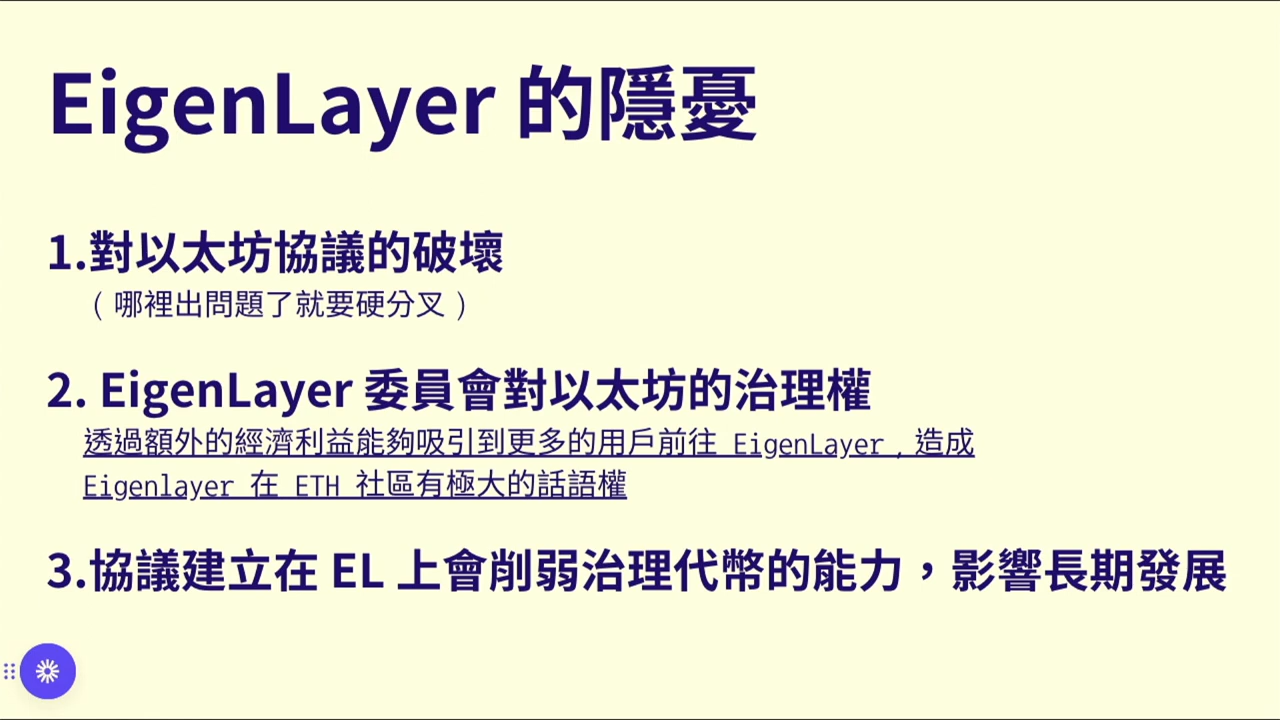 EigenLayer 的隱憂
1.對以太坊協議的破壞
（哪裡出問題了就要硬分叉）
2. EigenLayer 委員會對以太坊的治理權
透過額外的經濟利益能夠吸引到更多的用戶前往 EigenLayer，造成
Eigenlayer 在 ETH 社區有極大的話語權
3.協議建立在 EL 上會削弱治理代幣的能力，影響長期發展